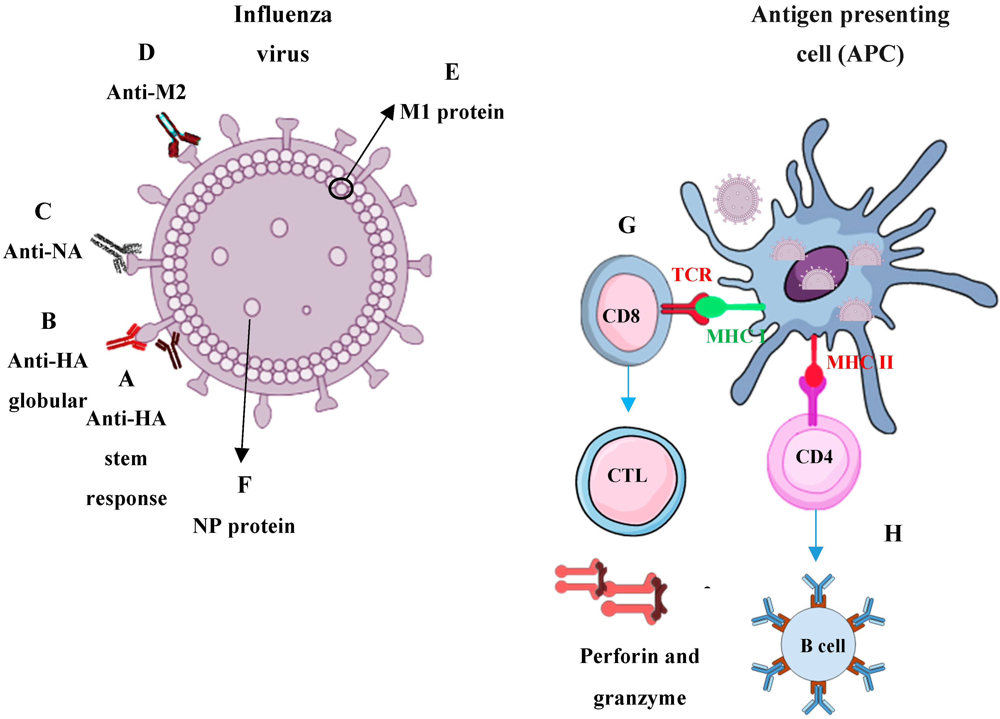 Influenza
virus
D
Anti-M2
E
M1 protein
C
Anti-NA
B
Anti-HA
globular
A
Anti-HA
stem
response
F
NP protein
Antigen presenting
cell (APC)
G
TCR
CD8
MHC I
MHC II
CTL
CD4
H
Perforin and
granzyme
B cell